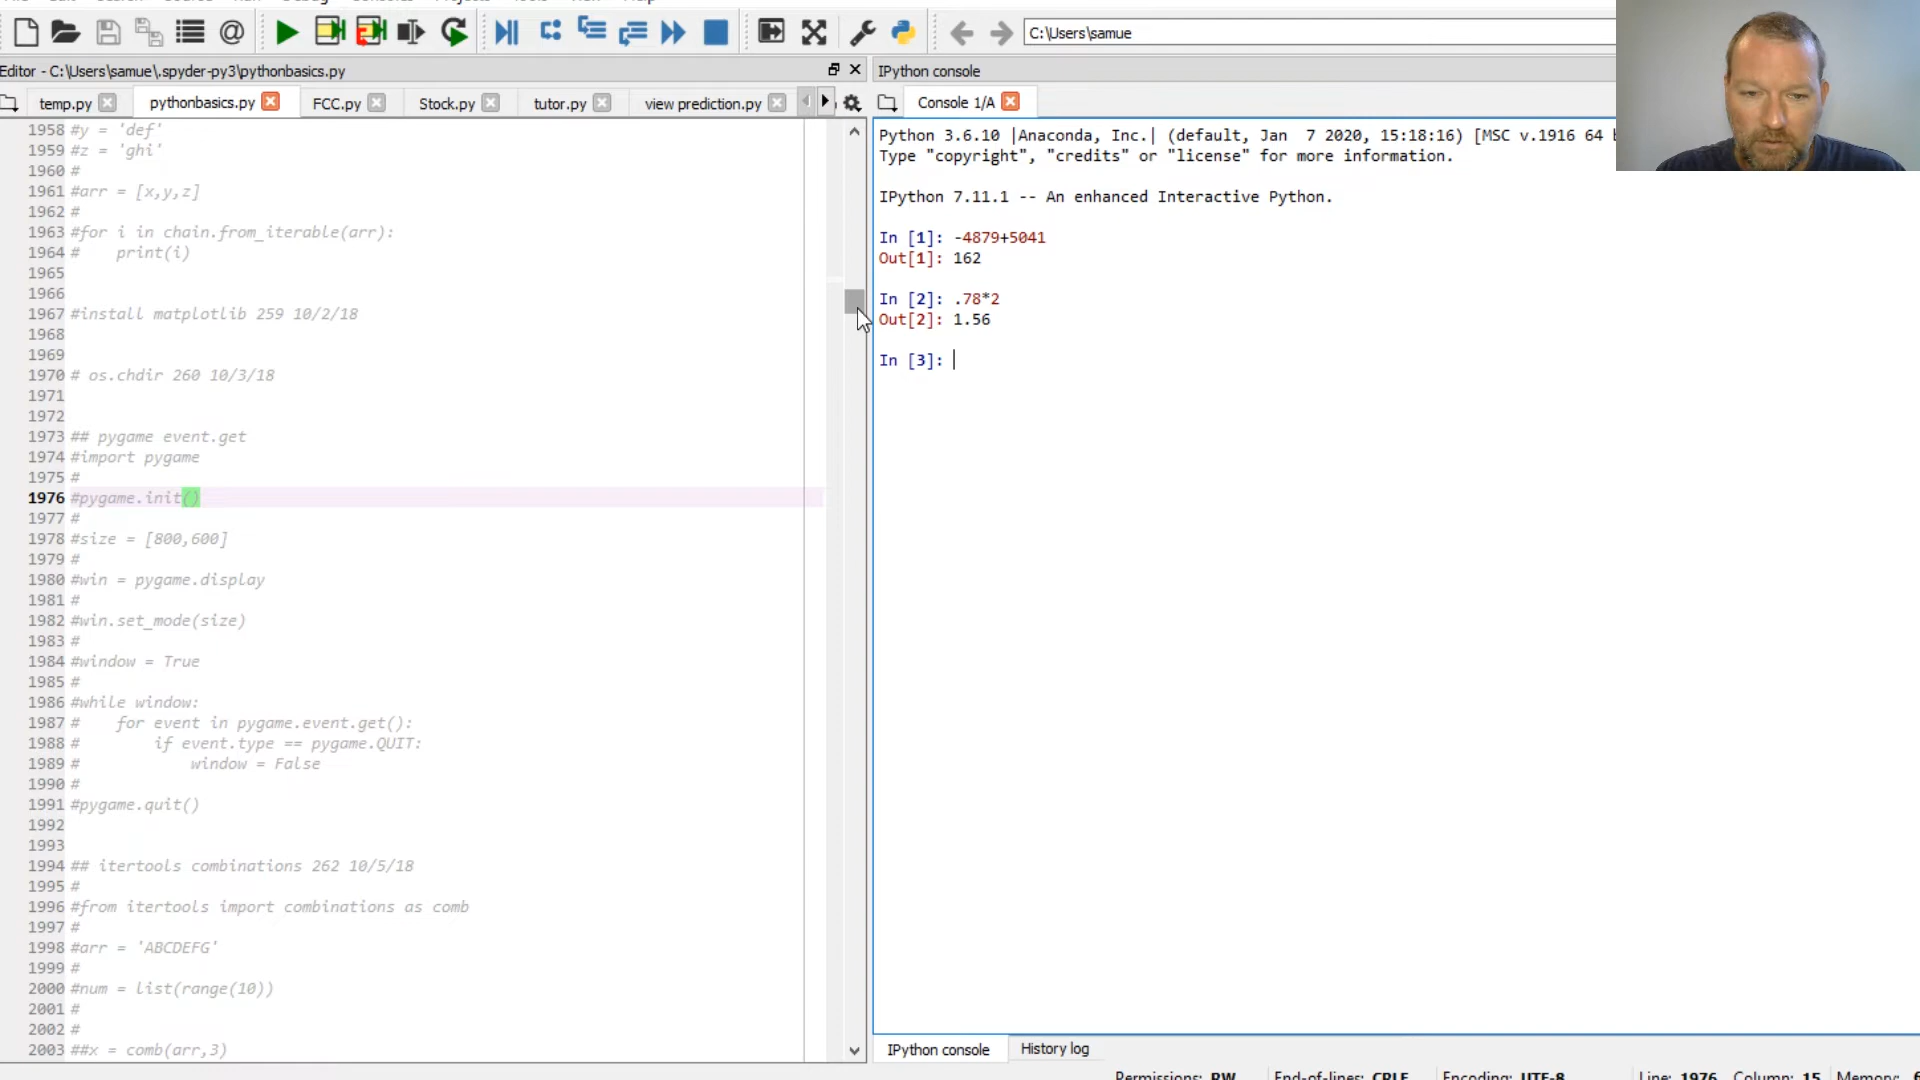 C:\Users\samue
Editor - C:\Users\samue\.spyder-py3\pythonbasics.py
temp.py
pythonbasics.py
FCC.py
Stock.py
tutor.py
view prediction.py
1958 #y = 'def'
1959 #z = 'ghi'
1960 #
1961 #arr = [x,y,z]
1962 #
1963 #for i in chain.from_iterable(arr):
1964 #    print(i)
1965
1966
1967 #install matplotlib 259 10/2/18
1968
1969
1970 # os.chdir 260 10/3/18
1971
1972
1973 ## pygame event.get
1974 #import pygame
1975 #
1976 #pygame.init()
1977 #
1978 #size = [800,600]
1979 #
1980 #win = pygame.display
1981 #
1982 #win.set_mode(size)
1983 #
1984 #window = True
1985 #
1986 #while window:
1987 #    for event in pygame.event.get():
1988 #        if event.type == pygame.QUIT:
1989 #            window = False
1990 #
1991 #pygame.quit()
1992
1993
1994 ## itertools combinations 262 10/5/18
1995 #
1996 #from itertools import combinations as comb
1997 #
1998 #arr = 'ABCDEFG'
1999 #
2000 #num = list(range(10))
2001 #
2002 #
2003 ##x = comb(arr,3)
IPython console
Console 1/A
Python 3.6.10 |Anaconda, Inc.| (default, Jan  7 2020, 15:18:16) [MSC v.1916 64
Type "copyright", "credits" or "license" for more information.
IPython 7.11.1 -- An enhanced Interactive Python.
In [1]: -4879+5041
Out[1]: 162
In [2]: .78*2
Out[2]: 1.56
In [3]:
IPython console
History log
Permissions: RW
End-of-lines: CRLF
Encoding: UTF-8
Line: 1976
Column: 15
Memory: